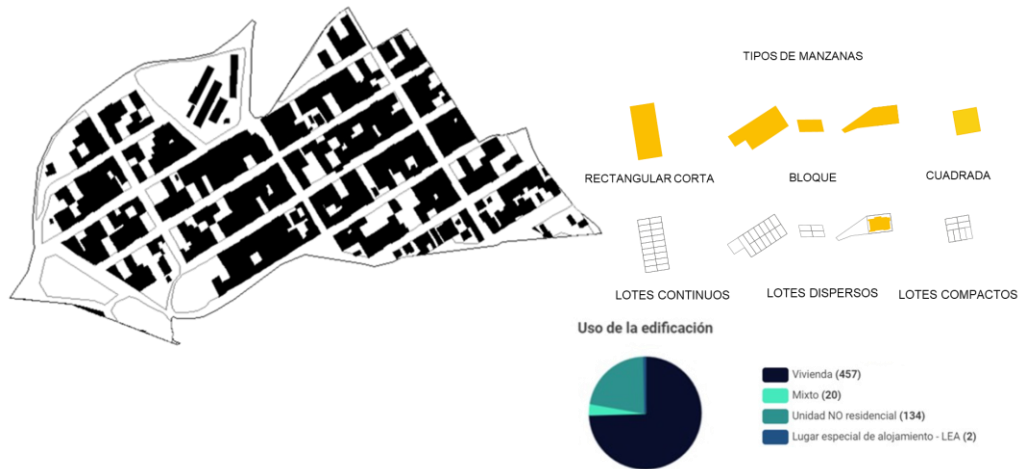 TIPOS DE MANZANAS
RECTANGULAR CORTA
BLOQUE
CUADRADA
LOTES CONTINUOS
LOTES DISPERSOS
LOTES COMPACTOS
Uso de la edificación
Vivienda (457)
Mixto (20)
Unidad NO residencial (134)
Lugar especial de alojamiento - LEA (2)